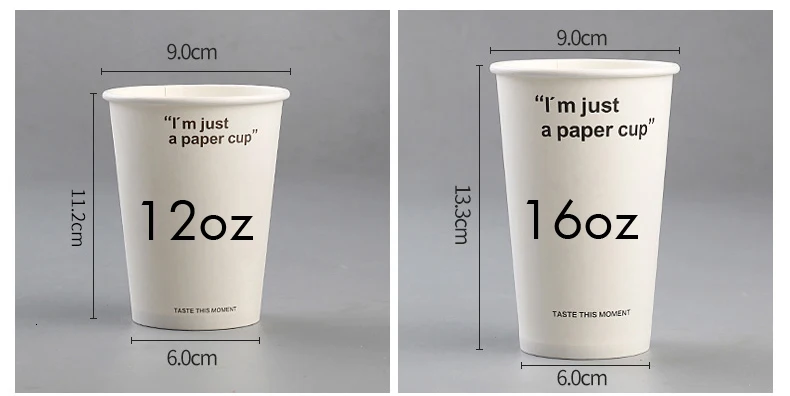 9.0cm
“I´m just
a paper cup”
12oz
11.2cm
TASTE THIS MOMENT
6.0cm
9.0cm
“I´m just
a paper cup”
16oz
13.3cm
TASTE THIS MOMENT
6.0cm